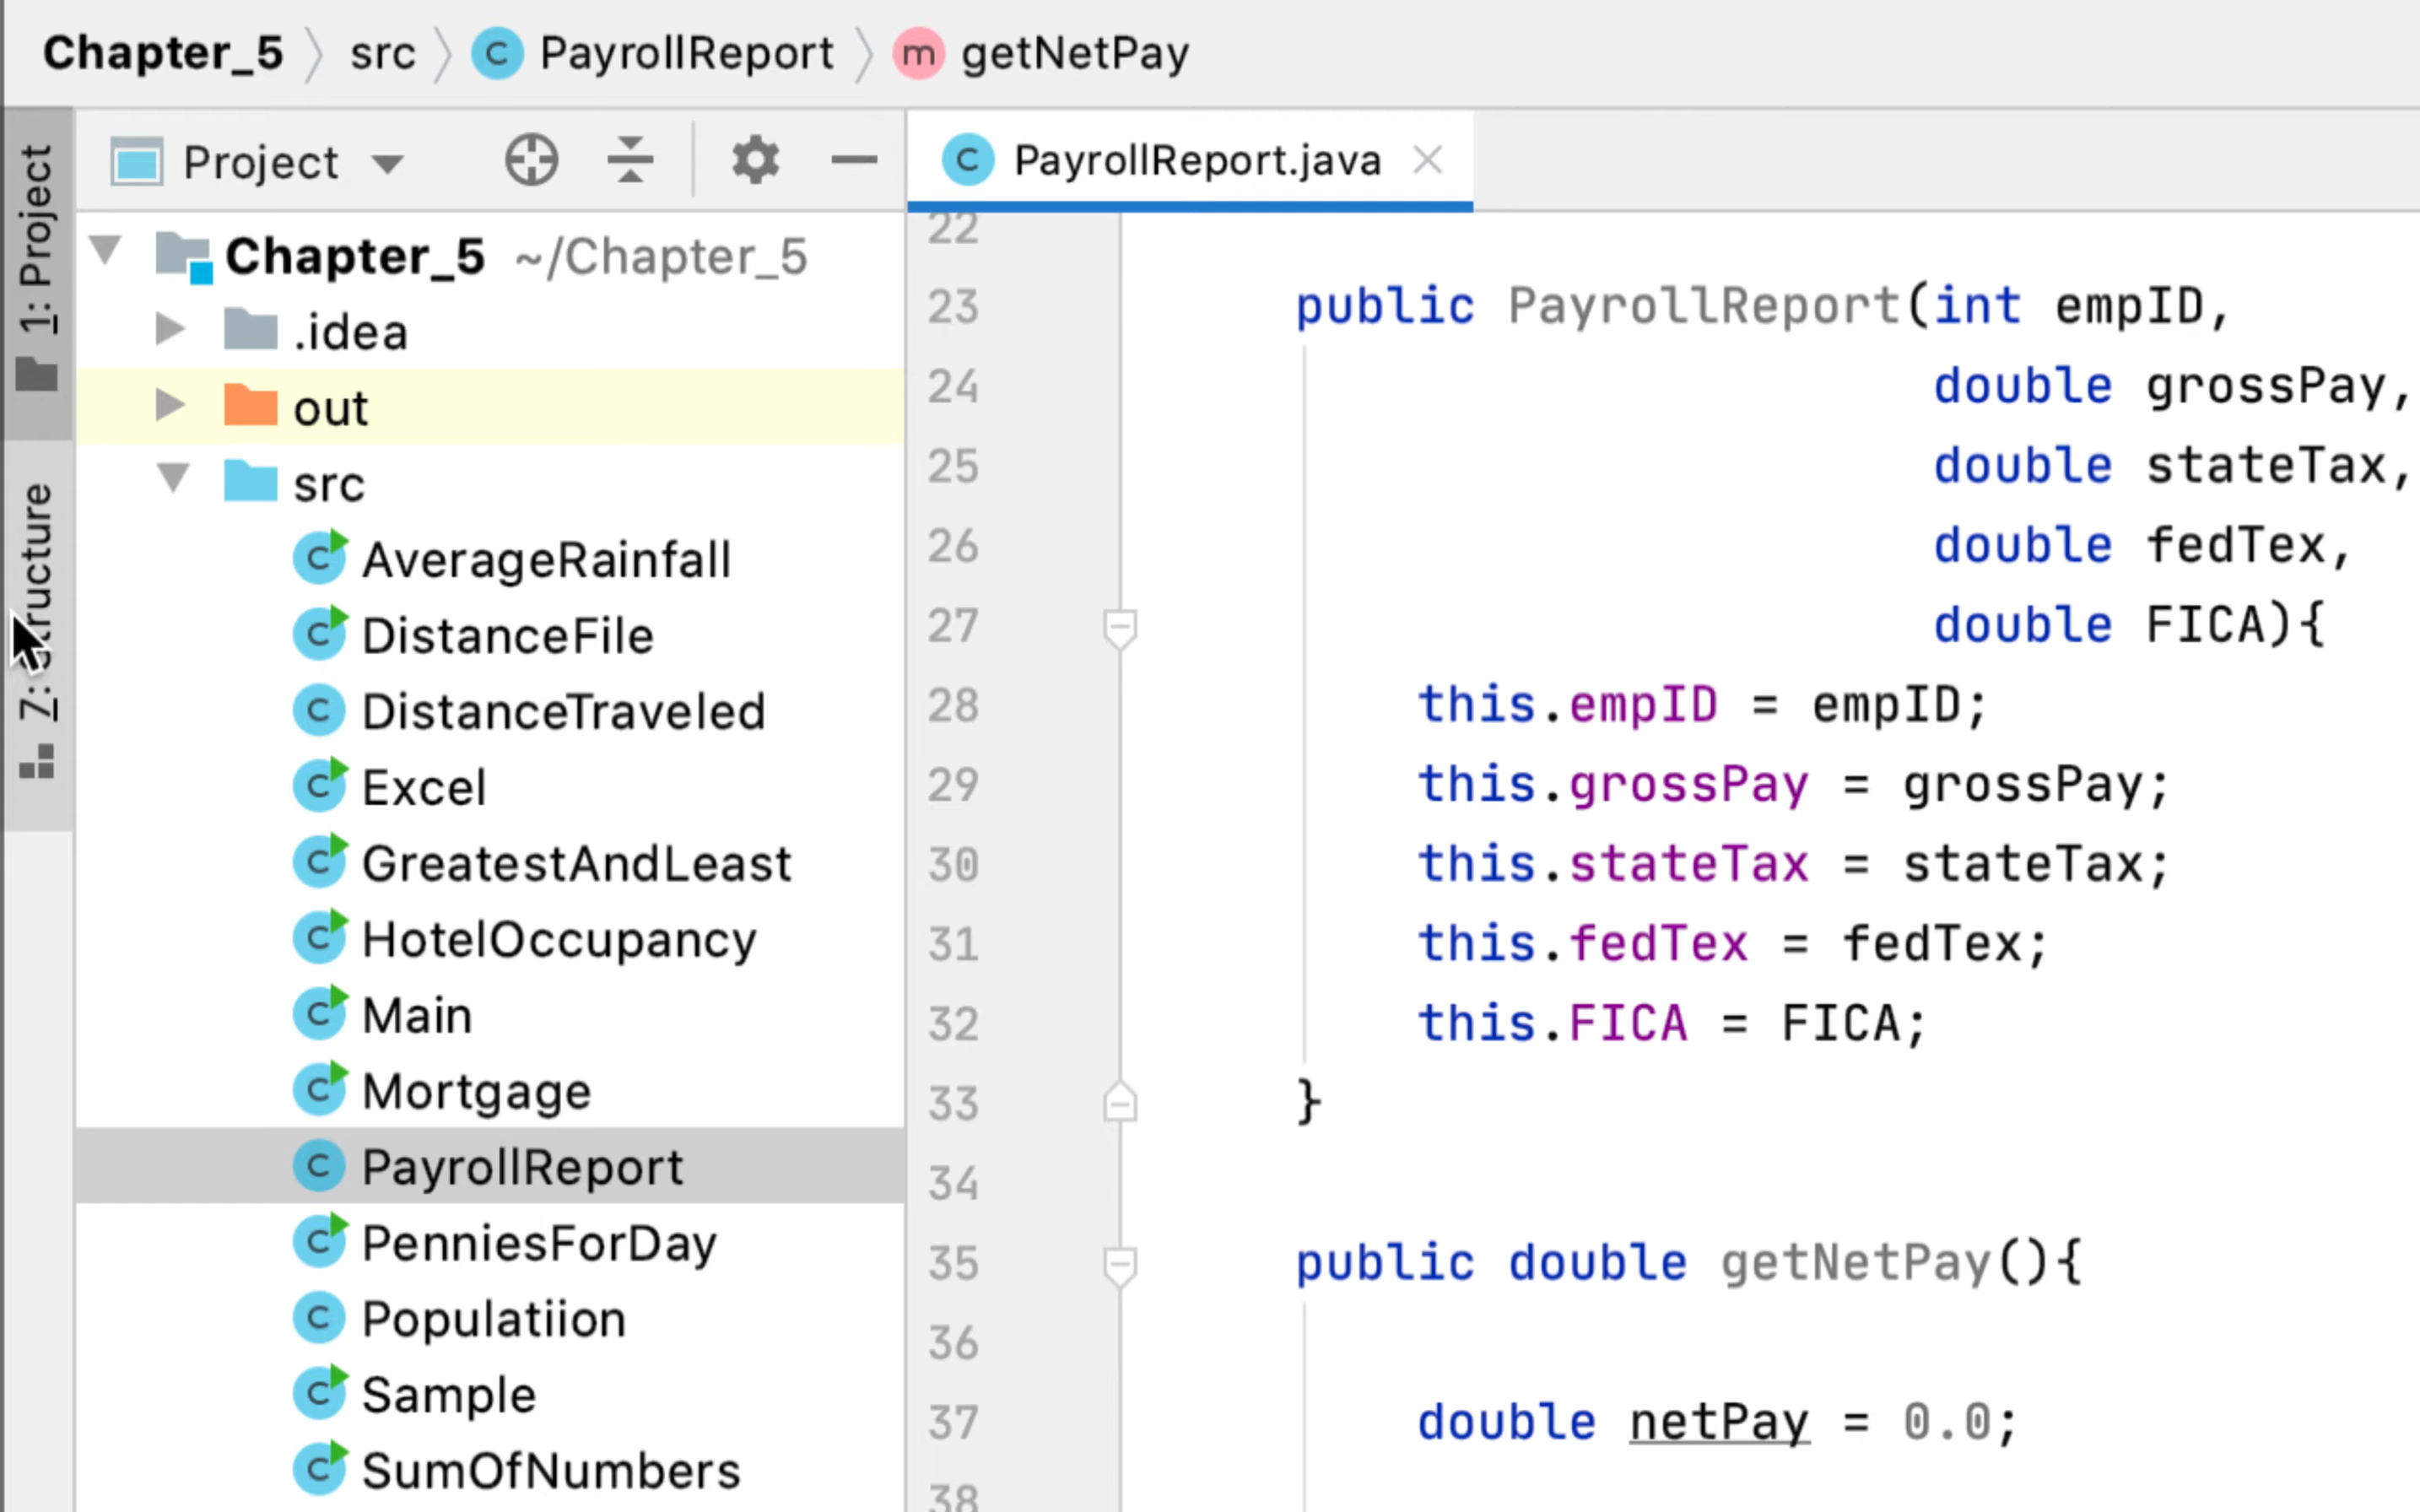 Chapter_5 src C PayrollReport m getNetPay
1: Project
Z: Structure
Project
Chapter_5 ~/Chapter_5
.idea
out
src
C AverageRainfall
C DistanceFile
C DistanceTraveled
C Excel
C GreatestAndLeast
C HotelOccupancy
C Main
C Mortgage
C PayrollReport
C PenniesForDay
C Populatiion
C Sample
C SumOfNumbers
C PayrollReport.java
22
23 public PayrollReport(int empID,
24 double grossPay,
25 double stateTax,
26 double fedTex,
27 double FICA){
28 this.empID = empID;
29 this.grossPay = grossPay;
30 this.stateTax = stateTax;
31 this.fedTex = fedTex;
32 this.FICA = FICA;
33 }
34
35 public double getNetPay(){
36
37 double netPay = 0.0;
38